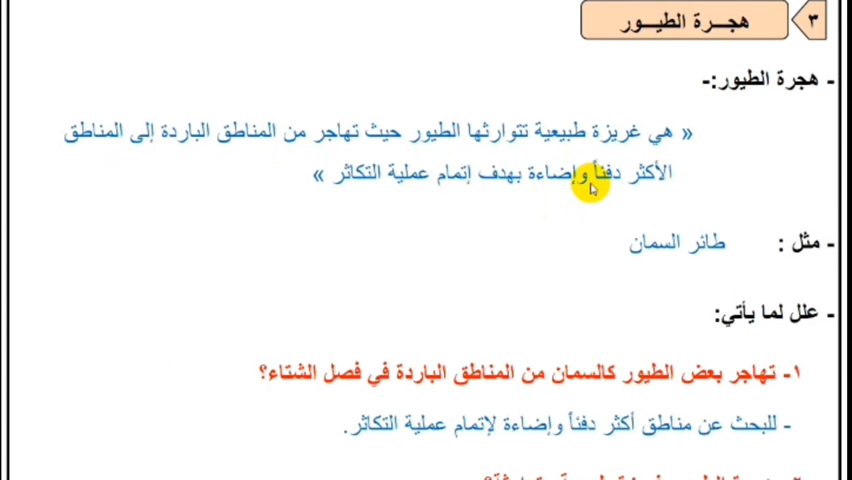 ٣ هجـــرة الطيـــور
- هجرة الطيور:-
« هي غريزة طبيعية تتوارثها الطيور حيث تهاجر من المناطق الباردة إلى المناطق
الأكثر دفئاً وإضاءة بهدف إتمام عملية التكاثر »
- مثل : طائر السمان
- علل لما يأتي:
١- تهاجر بعض الطيور كالسمان من المناطق الباردة في فصل الشتاء؟
- للبحث عن مناطق أكثر دفئاً وإضاءة لإتمام عملية التكاثر.